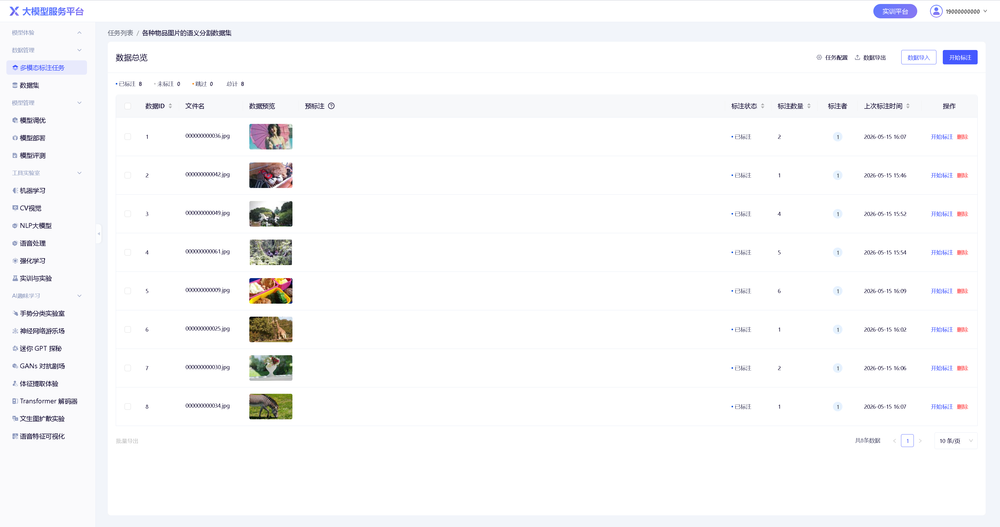 大模型服务平台
实训平台
19000000000
模型体验
数据管理
多模态标注任务
数据集
模型管理
模型调优
模型部署
模型评测
工具实验室
机器学习
CV视觉
NLP大模型
语音处理
强化学习
实训与实验
AI趣味学习
手势分类实验室
神经网络游乐场
迷你 GPT 探秘
GANs 对抗剧场
体征提取体验
Transformer 解码器
文生图扩散实验
语音特征可视化
任务列表 / 各种物品图片的语义分割数据集
数据总览
任务配置 数据导出 数据导入 开始标注
已标注 8 未标注 0 跳过 0 总计 8
数据ID 文件名 数据预览 预标注 标注状态 标注数量 标注者 上次标注时间 操作
1 000000000036.jpg 已标注 2 1 2026-05-15 16:07 开始标注 删除
2 000000000042.jpg 已标注 1 1 2026-05-15 15:46 开始标注 删除
3 000000000049.jpg 已标注 4 1 2026-05-15 15:52 开始标注 删除
4 000000000061.jpg 已标注 5 1 2026-05-15 15:54 开始标注 删除
5 000000000009.jpg 已标注 6 1 2026-05-15 16:09 开始标注 删除
6 000000000025.jpg 已标注 1 1 2026-05-15 16:02 开始标注 删除
7 000000000030.jpg 已标注 2 1 2026-05-15 16:06 开始标注 删除
8 000000000034.jpg 已标注 1 1 2026-05-15 16:07 开始标注 删除
批量导出
共8条数据 1 10 条/页